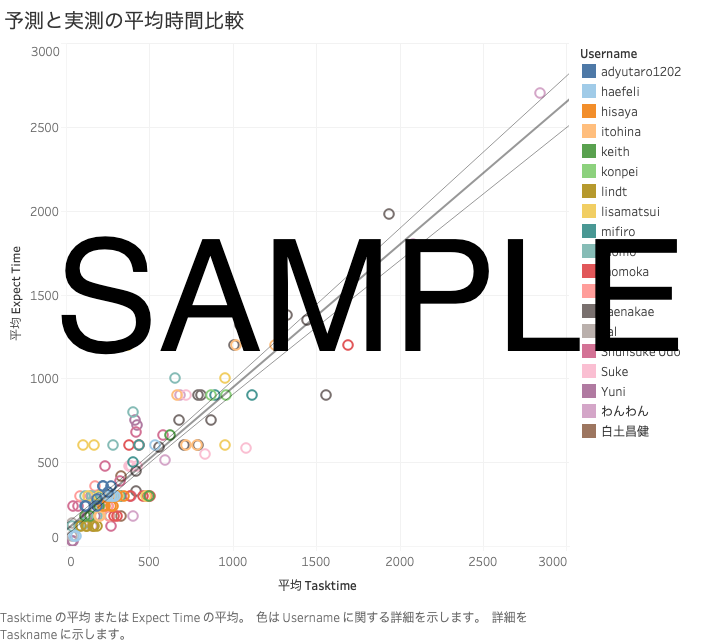 予測と実測の平均時間比較
3000
2500
2000
1500
1000
500
0
平均 Expect Time
0
500
1000
1500
2000
2500
3000
平均 Tasktime
Username
adyutaro1202
haefeli
hisaya
itohina
keith
konpei
lindt
lisamatsui
mifiro
Suke
Yuni
わんわん
白土昌健
SAMPLE
Tasktime の平均 または Expect Time の平均。 色は Username に関する詳細を示します。 詳細を
Taskname に示します。